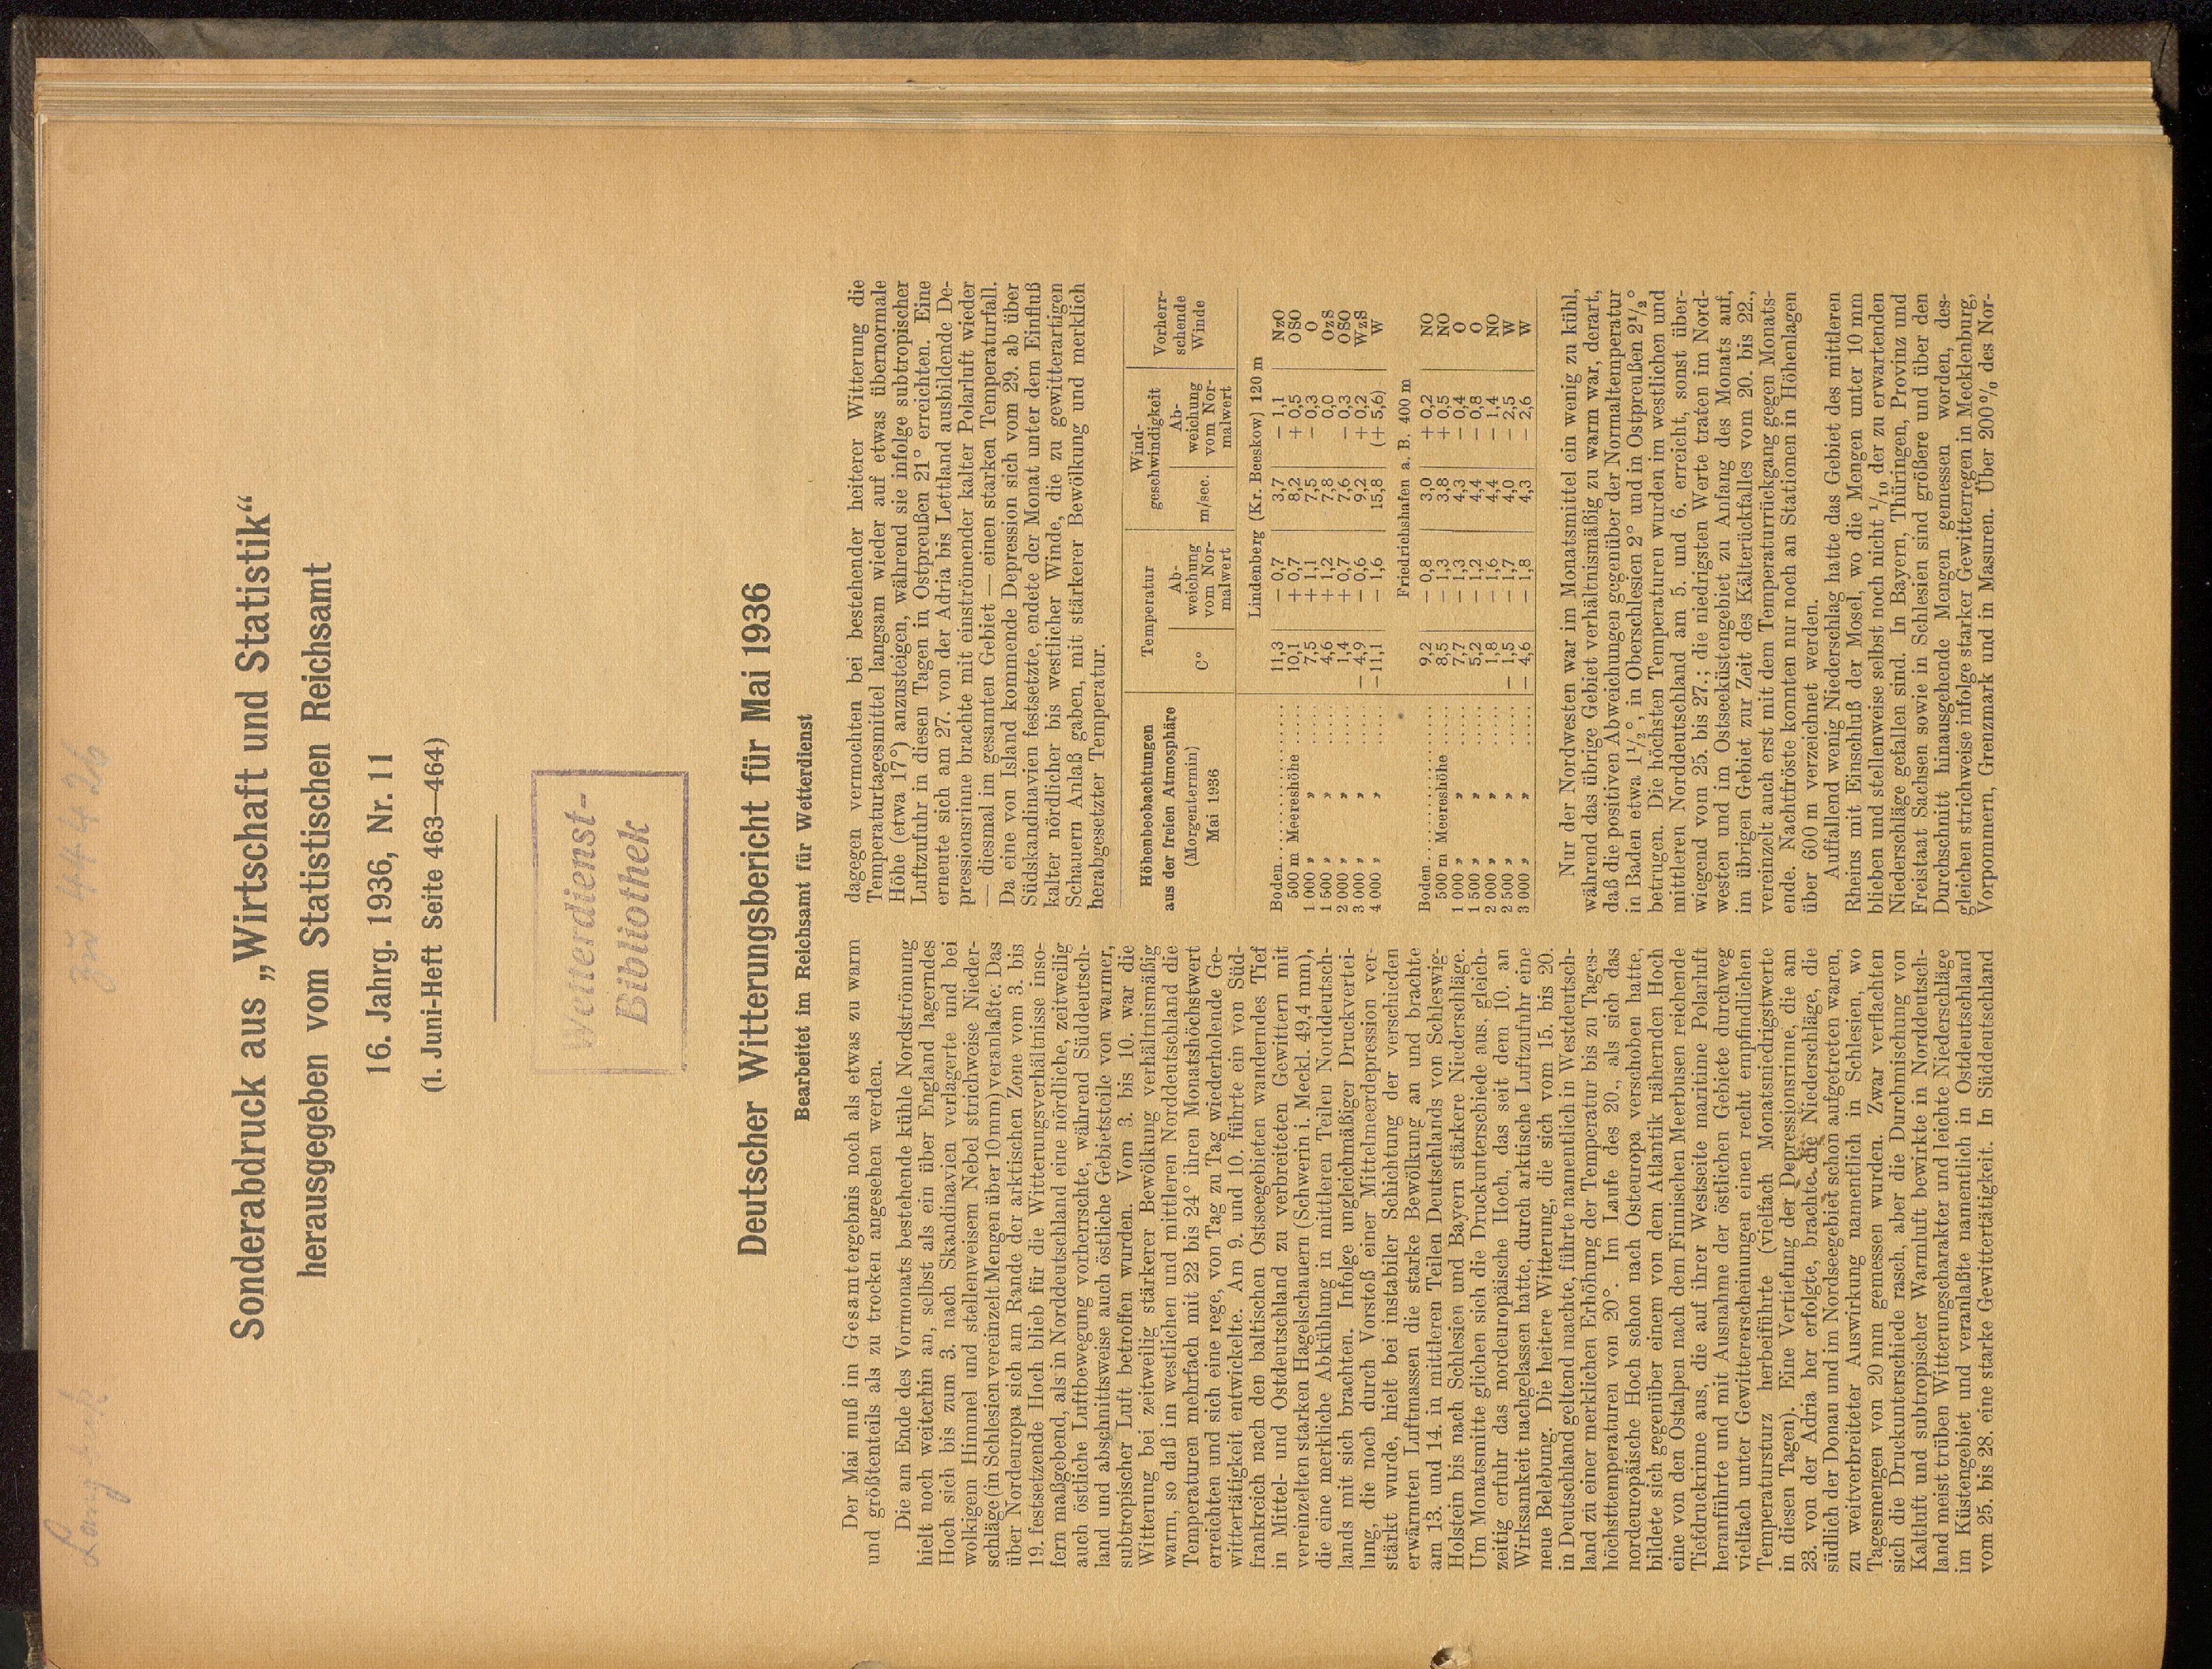 Langwich
Zu 44426
Sonderabdruck aus „Wirtschaft und Statistik“
herausgegeben vom Statistischen Reichsamt
16. Jahrg. 1936, Nr. 11
(1. Juni-Heft Seite 463—464)
Wetterdienst-
Bibliothek
Deutscher Witterungsbericht für Mai 1936
Bearbeitet im Reichsamt für Wetterdienst
Der Mai muß im Gesamtergebnis noch als etwas zu warm
und größtenteils als zu trocken angesehen werden.
Die am Ende des Vormonats bestehende kühle Nordströmung
hielt noch weiterhin an, selbst als ein über England lagerndes
Hoch sich bis zum 3. nach Skandinavien verlagerte und bei
wolkigem Himmel und stellenweisem Nebel strichweise Nieder-
schläge (in Schlesien vereinzelt Mengen über 10 mm) veranlaßte. Das
über Nordeuropa sich am Rande der arktischen Zone vom 3. bis
19. festsetzende Hoch blieb für die Witterungsverhältnisse inso-
fern maßgebend, als in Norddeutschland eine nördliche, zeitweilig
auch östliche Luftbewegung vorherrschte, während Süddeutsch-
land und abschnittsweise auch östliche Gebietsteile von warmer,
subtropischer Luft betroffen wurden. Vom 3. bis 10. war die
Witterung bei zeitweilig stärkerer Bewölkung verhältnismäßig
warm, so daß im westlichen und mittleren Norddeutschland die
Temperaturen mehrfach mit 22 bis 24° ihren Monatshöchstwert
erreichten und sich eine rege, von Tag zu Tag wiederholende Ge-
wittertätigkeit entwickelte. Am 9. und 10. führte ein von Süd-
frankreich nach den baltischen Ostseegebieten wanderndes Tief
in Mittel- und Ostdeutschland zu verbreiteten Gewittern mit
vereinzelten starken Hagelschauern (Schwerin i. Meckl. 49,4 mm),
die eine merkliche Abkühlung in mittleren Teilen Norddeutsch-
lands mit sich brachten. Infolge ungleichmäßiger Druckvertei-
lung, die noch durch Vorstoß einer Mittelmeerdepression ver-
stärkt wurde, hielt bei instabiler Schichtung der verschieden
erwärmten Luftmassen die starke Bewölkung an und brachte
am 13. und 14. in mittleren Teilen Deutschlands von Schleswig-
Holstein bis nach Schlesien und Bayern stärkere Niederschläge.
Um Monatsmitte glichen sich die Druckunterschiede aus, gleich-
zeitig erfuhr das nordeuropäische Hoch, das seit dem 10. an
Wirksamkeit nachgelassen hatte, durch arktische Luftzufuhr eine
neue Belebung. Die heitere Witterung, die sich vom 15. bis 20.
in Deutschland geltend machte, führte namentlich in Westdeutsch-
land zu einer merklichen Erhöhung der Temperatur bis zu Tages-
höchsttemperaturen von 20°. Im Laufe des 20., als sich das
nordeuropäische Hoch schon nach Osteuropa verschoben hatte,
bildete sich gegenüber einem von dem Atlantik nähernden Hoch
eine von den Ostalpen nach dem Finnischen Meerbusen reichende
Tiefdruckrinne aus, die auf ihrer Westseite maritime Polarluft
heranführte und mit Ausnahme der östlichen Gebiete durchweg
vielfach unter Gewittererscheinungen einen recht empfindlichen
Temperatursturz herbeiführte (vielfach Monatsniedrigstwerte
in diesen Tagen). Eine Vertiefung der Depressionsrinne, die am
23. von der Adria her erfolgte, brachte die Niederschläge, die
südlich der Donau und im Nordseegebiet schon aufgetreten waren,
zu weitverbreiteter Auswirkung namentlich in Schlesien, wo
Tagesmengen von 20 mm gemessen wurden. Zwar verflachten
sich die Druckunterschiede rasch, aber die Durchmischung von
Kaltluft und subtropischer Warmluft bewirkte in Norddeutsch-
land meist trüben Witterungscharakter und leichte Niederschläge
im Küstengebiet und veranlaßte namentlich in Ostdeutschland
vom 25. bis 28. eine starke Gewittertätigkeit. In Süddeutschland
dagegen vermochten bei bestehender heiterer Witterung die
Temperaturtagesmittel langsam wieder auf etwas übernormale
Höhe (etwa 17°) anzusteigen, während sie infolge subtropischer
Luftzufuhr in diesen Tagen in Ostpreußen 21° erreichten. Eine
erneute sich am 27. von der Adria bis Lettland ausbildende De-
pressionsrinne brachte mit einströmender kalter Polarluft wieder
— diesmal im gesamten Gebiet — einen starken Temperaturfall.
Da eine von Island kommende Depression sich vom 29. ab über
Südskandinavien festsetzte, endete der Monat unter dem Einfluß
kalter nördlicher bis westlicher Winde, die zu gewitterartigen
Schauern Anlaß gaben, mit stärkerer Bewölkung und merklich
herabgesetzter Temperatur.
Höhenbeobachtungen aus der freien Atmosphäre (Morgentermin) Mai 1936
Temperatur
Wind-geschwindigkeit
Vorherr-schende Winde
C° Ab-weichung vom Nor-malwert m/sec. Ab-weichung vom Nor-malwert
Lindenberg (Kr. Beeskow) 120 m
Boden 11,3 — 0,7 3,7 — 1,1 NzO
500 m Meereshöhe 10,1 + 0,7 8,2 + 0,5 OSO
1 000 » » 7,5 + 1,1 7,5 — 0,3 O
1 500 » » 4,6 + 1,2 7,8 0,0 OzS
2 000 » » 1,4 + 0,7 7,6 — 0,3 OSO
3 000 » » — 4,9 — 0,6 9,2 + 0,2 WzS
4 000 » » —11,1 — 1,6 15,8 (+ 5,6) W
Friedrichshafen a. B. 400 m
Boden 9,2 — 0,8 3,0 + 0,2 NO
500 m Meereshöhe 8,5 — 1,3 3,8 + 0,5 NO
1 000 » » 7,7 — 1,3 4,3 — 0,4 O
1 500 » » 5,2 — 1,2 4,4 — 0,8 O
2 000 » » 1,8 — 1,6 4,4 — 1,4 NO
2 500 » » — 1,5 — 1,7 4,0 — 2,5 W
3 000 » » — 4,6 — 1,8 4,3 — 2,6 W
Nur der Nordwesten war im Monatsmittel ein wenig zu kühl,
während das übrige Gebiet verhältnismäßig zu warm war, derart,
daß die positiven Abweichungen gegenüber der Normaltemperatur
in Baden etwa 1½°, in Oberschlesien 2° und in Ostpreußen 2½°
betrugen. Die höchsten Temperaturen wurden im westlichen und
mittleren Norddeutschland am 5. und 6. erreicht, sonst über-
wiegend vom 25. bis 27.; die niedrigsten Werte traten im Nord-
westen und im Ostseeküstengebiet zu Anfang des Monats auf,
im übrigen Gebiet zur Zeit des Kälterückfalles vom 20. bis 22.,
vereinzelt auch erst mit dem Temperaturrückgang gegen Monats-
ende. Nachtfröste konnten nur noch an Stationen in Höhenlagen
über 600 m verzeichnet werden.
Auffallend wenig Niederschlag hatte das Gebiet des mittleren
Rheins mit Einschluß der Mosel, wo die Mengen unter 10 mm
blieben und stellenweise selbst noch nicht 1/10 der zu erwartenden
Niederschläge gefallen sind. In Bayern, Thüringen, Provinz und
Freistaat Sachsen sowie in Schlesien sind größere und über den
Durchschnitt hinausgehende Mengen gemessen worden, des-
gleichen strichweise infolge starker Gewitterregen in Mecklenburg,
Vorpommern, Grenzmark und in Masuren. Über 200% des Nor-